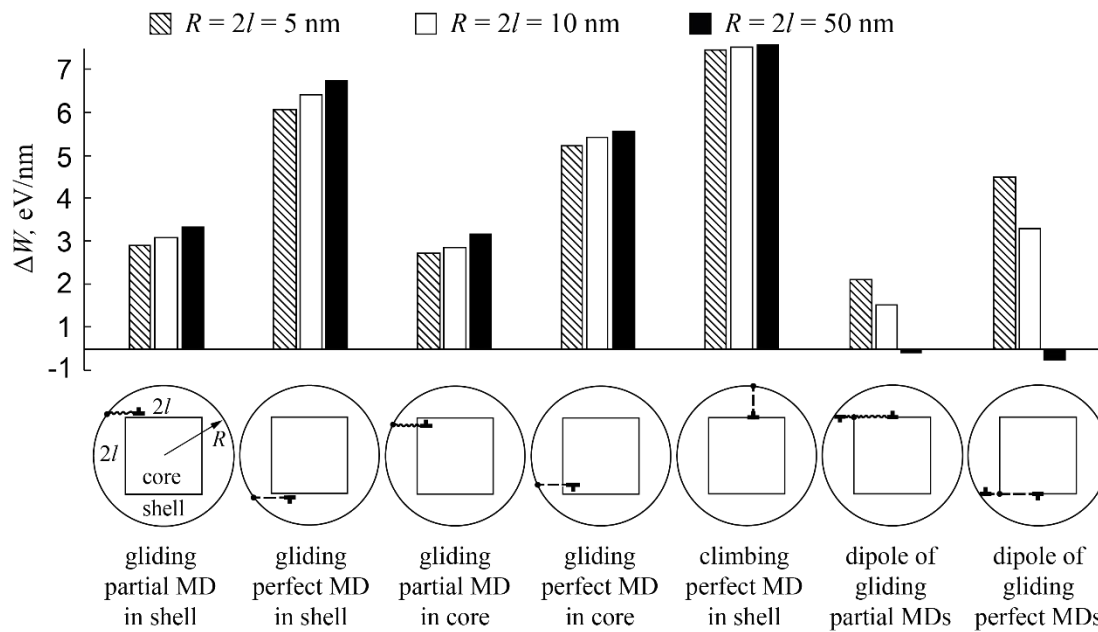 R = 2l = 5 nm
R = 2l = 10 nm
R = 2l = 50 nm
ΔW, eV/nm
7
6
5
4
3
2
1
-1
2l
2l
R
core
shell
gliding
partial MD
in shell
gliding
perfect MD
in shell
gliding
partial MD
in core
gliding
perfect MD
in core
climbing
perfect MD
in shell
dipole of
gliding
partial MDs
dipole of
gliding
perfect MDs